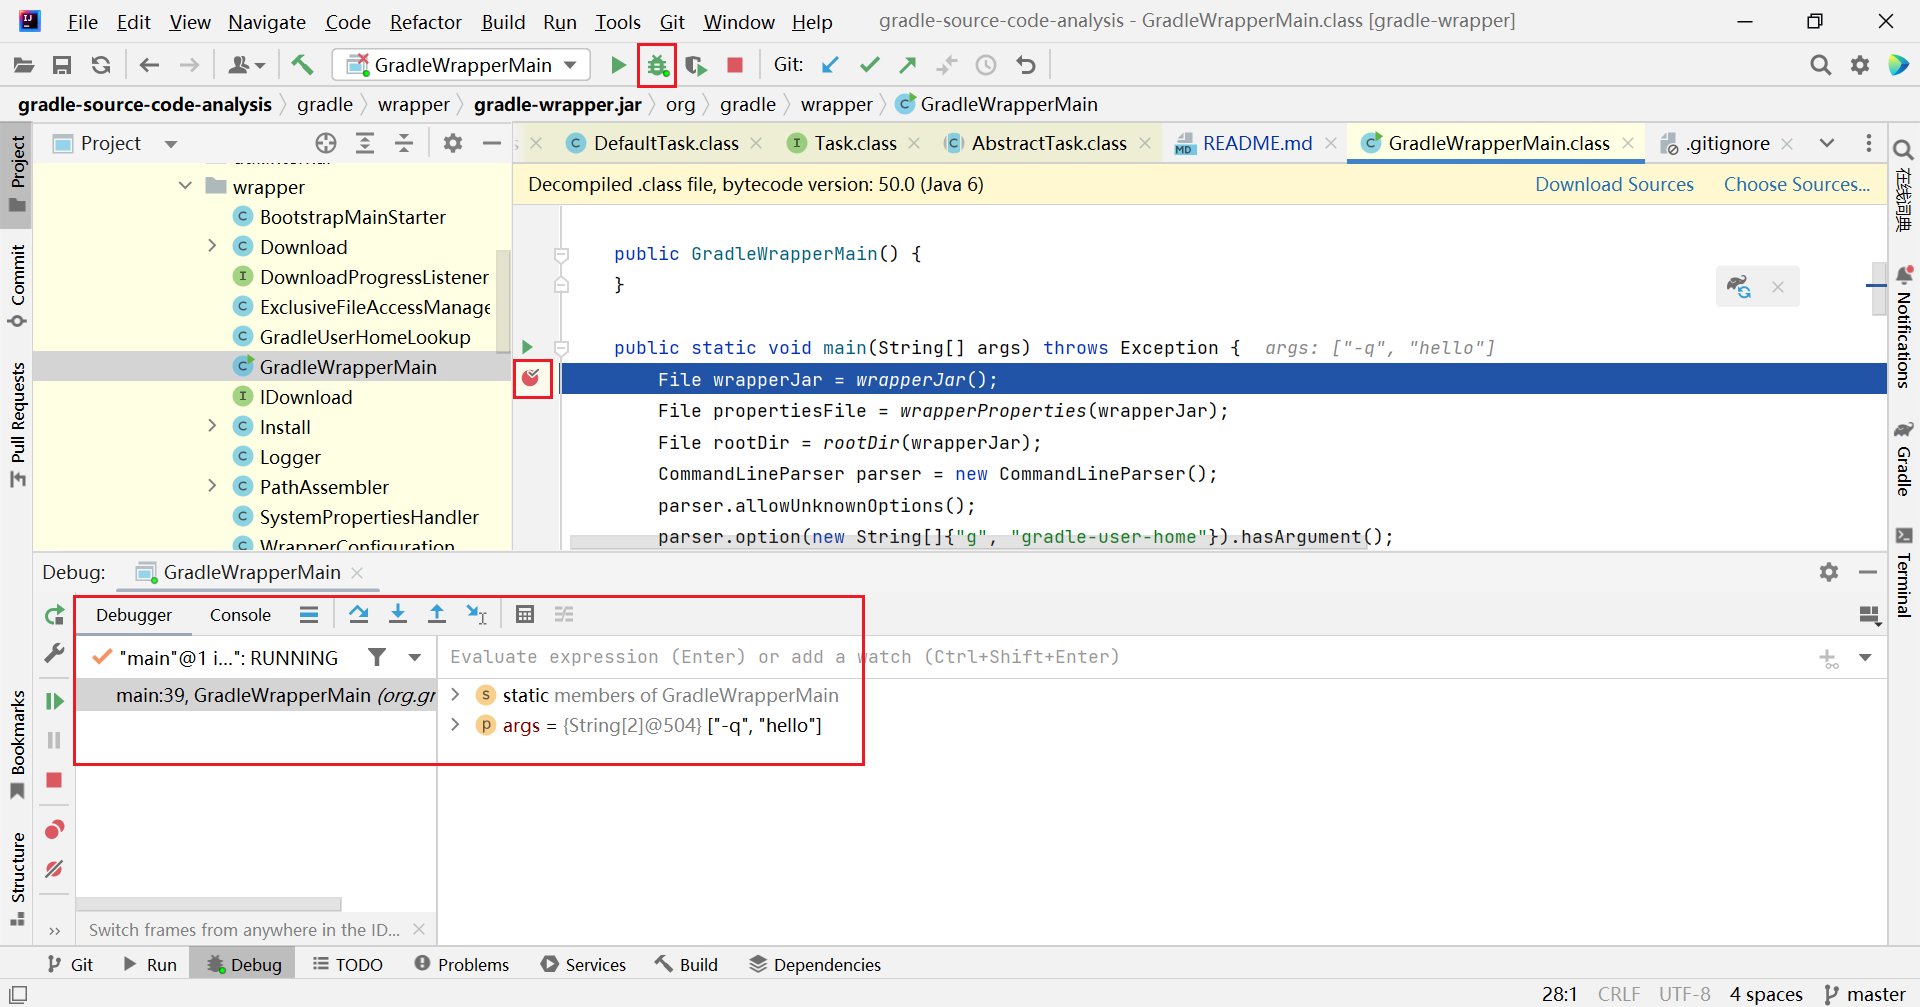 File Edit View Navigate Code Refactor Build Run Tools Git Window Help gradle-source-code-analysis - GradleWrapperMain.class [gradle-wrapper]
GradleWrapperMain Git:
gradle-source-code-analysis gradle wrapper gradle-wrapper.jar org gradle wrapper GradleWrapperMain
Project
DefaultTask.class Task.class AbstractTask.class README.md GradleWrapperMain.class .gitignore
Decompiled .class file, bytecode version: 50.0 (Java 6) Download Sources Choose Sources...
wrapper
BootstrapMainStarter
Download
DownloadProgressListener
ExclusiveFileAccessManage
GradleUserHomeLookup
GradleWrapperMain
IDownload
Install
Logger
PathAssembler
SystemPropertiesHandler
WrapperConfiguration
public GradleWrapperMain() {
}
public static void main(String[] args) throws Exception { args: ["-q", "hello"]
File wrapperJar = wrapperJar();
File propertiesFile = wrapperProperties(wrapperJar);
File rootDir = rootDir(wrapperJar);
CommandLineParser parser = new CommandLineParser();
parser.allowUnknownOptions();
parser.option(new String[]{"g", "gradle-user-home"}).hasArgument();
Project
Commit
Pull Requests
Bookmarks
Structure
在线词典
Notifications
Gradle
Terminal
Debug: GradleWrapperMain
Debugger Console
"main"@1 i...": RUNNING
Evaluate expression (Enter) or add a watch (Ctrl+Shift+Enter)
main:39, GradleWrapperMain (org.gr
static members of GradleWrapperMain
args = {String[2]@504} ["-q", "hello"]
Switch frames from anywhere in the ID...
Git Run Debug TODO Problems Services Build Dependencies
28:1 CRLF UTF-8 4 spaces master